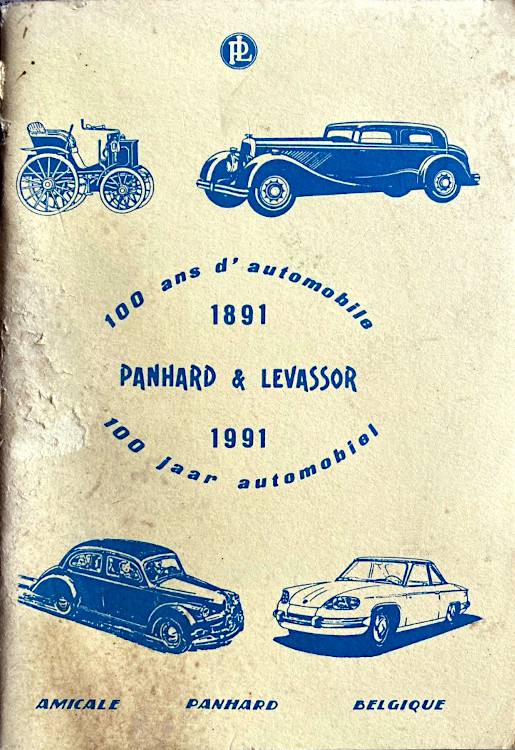 PL
100 ans d'automobile
1891
PANHARD & LEVASSOR
1991
100 jaar automobiel
AMICALE PANHARD BELGIQUE